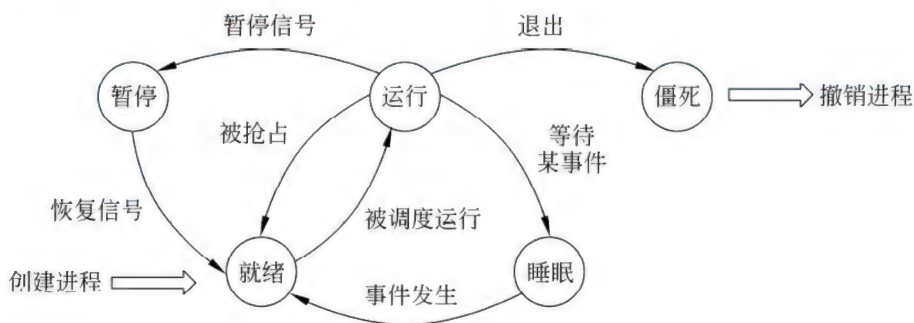 暂停信号
退出
暂停
运行
僵死
撤销进程
被抢占
等待
某事件
恢复信号
被调度运行
创建进程
就绪
睡眠
事件发生